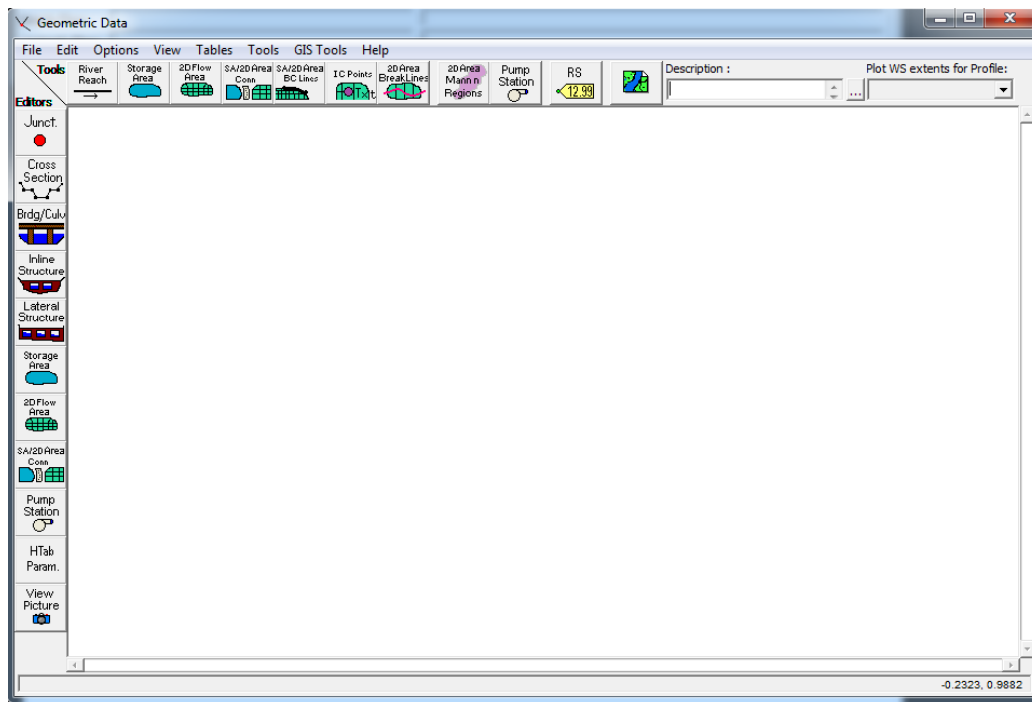 Geometric Data
File Edit Options View Tables Tools GIS Tools Help
Tools
Editors
River
Reach
Storage
Area
2D Flow
Area
SA/2D Area
Conn
SA/2D Area
BC Lines
IC Points
Txt
2D Area
BreakLines
2D Area
Mann n
Regions
Pump
Station
RS
12.99
Description :
...
Plot WS extents for Profile:
Junct.
Cross
Section
Brdg/Culv
Inline
Structure
Lateral
Structure
Storage
Area
2D Flow
Area
SA/2D Area
Conn
Pump
Station
HTab
Param.
View
Picture
-0.2323, 0.9882